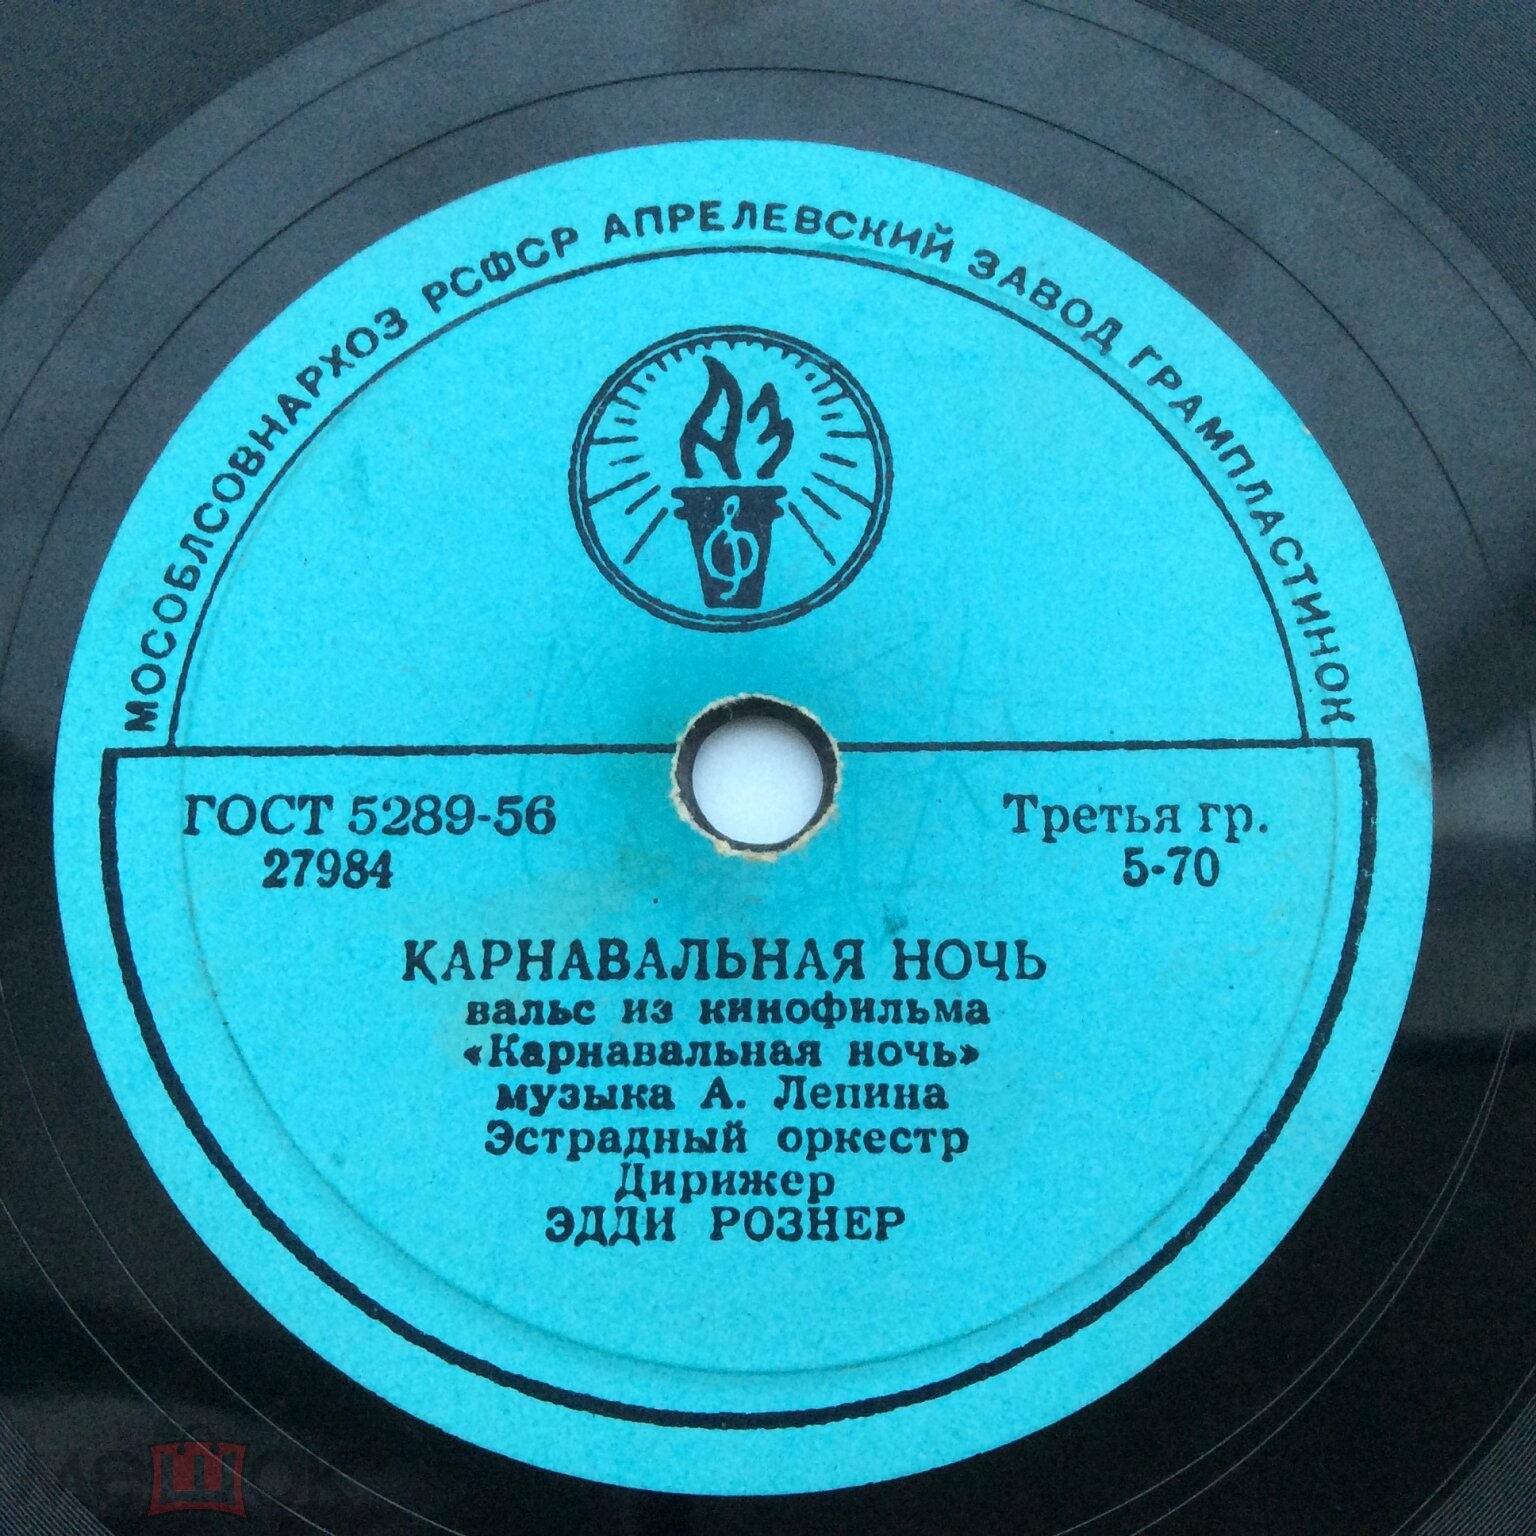 МОСОБЛСОВНАРХОЗ РСФСР АПРЕЛЕВСКИЙ ЗАВОД ГРАМПЛАСТИНОК
АЗ
ГОСТ 5289-56
27984
Третья гр.
5-70
КАРНАВАЛЬНАЯ НОЧЬ
вальс из кинофильма
«Карнавальная ночь»
музыка А. Лепина
Эстрадный оркестр
Дирижер
ЭДДИ РОЗНЕР